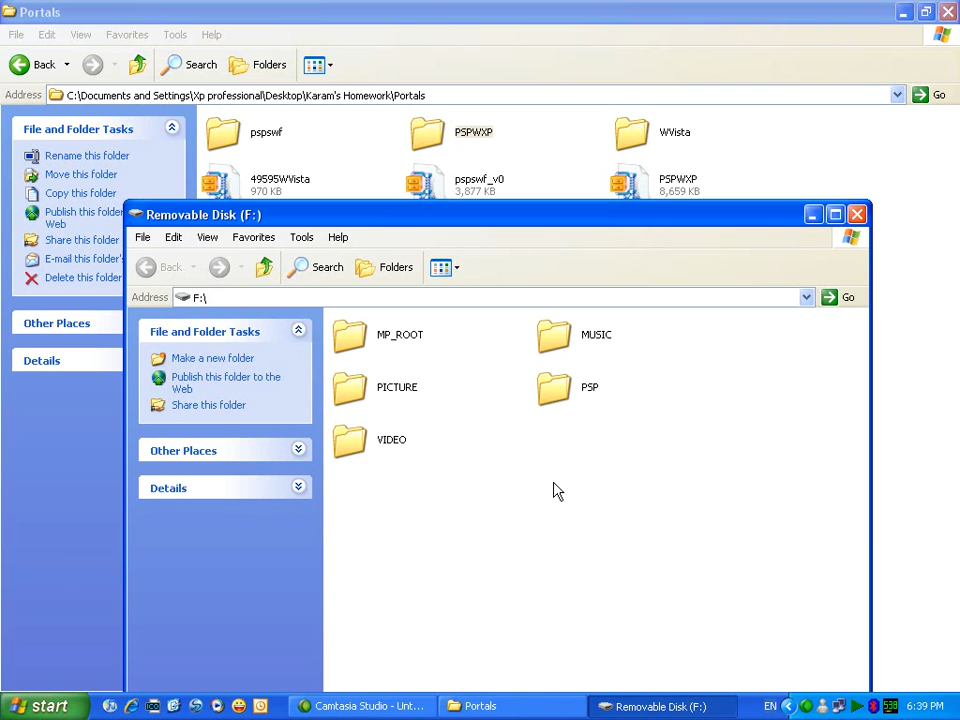 Portals
File Edit View Favorites Tools Help
Back Search Folders
Address C:\Documents and Settings\Xp professional\Desktop\Karam's Homework\Portals Go
File and Folder Tasks
Rename this folder
Move this folder
Copy this folder
Publish this folder
Web
Share this folder
E-mail this folder's
Delete this folder
Other Places
Details
pspswf PSPWXP WVista
49595WVista pspswf_v0 PSPWXP
970 KB 3,877 KB 8,659 KB
Removable Disk (F:)
File Edit View Favorites Tools Help
Back Search Folders
Address F:\ Go
File and Folder Tasks
Make a new folder
Publish this folder to the
Web
Share this folder
Other Places
Details
MP_ROOT MUSIC
PICTURE PSP
VIDEO
start Camtasia Studio - Unt... Portals Removable Disk (F:) EN 538 6:39 PM